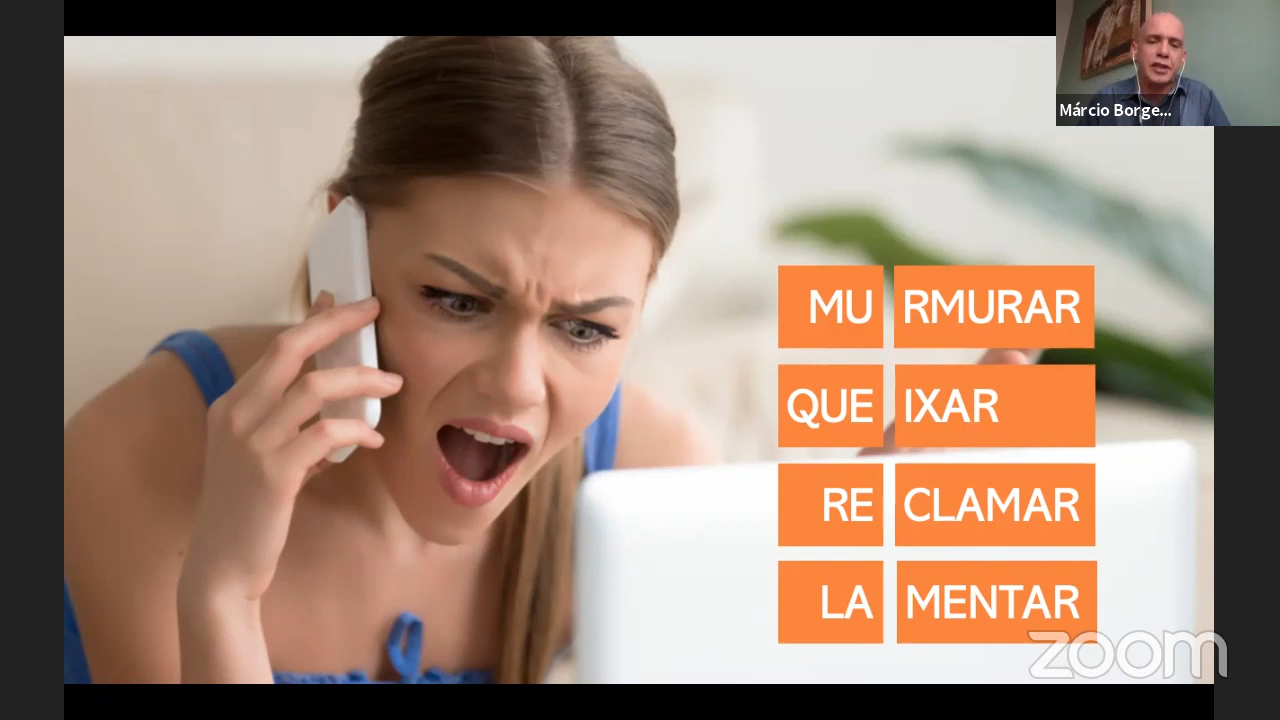 Márcio Borge...
MU RMURAR
QUE IXAR
RE CLAMAR
LA MENTAR
zoom